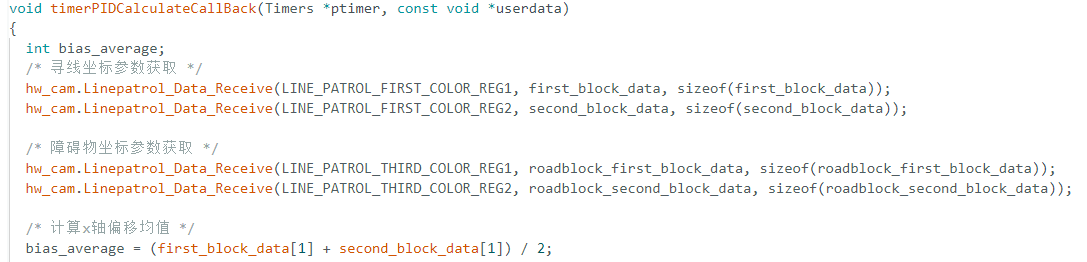 void timerPIDCalculateCallBack(Timers *ptimer, const void *userdata)
{
int bias_average;
/* 寻线坐标参数获取 */
hw_cam.Linepatrol_Data_Receive(LINE_PATROL_FIRST_COLOR_REG1, first_block_data, sizeof(first_block_data));
hw_cam.Linepatrol_Data_Receive(LINE_PATROL_FIRST_COLOR_REG2, second_block_data, sizeof(second_block_data));
/* 障碍物坐标参数获取 */
hw_cam.Linepatrol_Data_Receive(LINE_PATROL_THIRD_COLOR_REG1, roadblock_first_block_data, sizeof(roadblock_first_block_data));
hw_cam.Linepatrol_Data_Receive(LINE_PATROL_THIRD_COLOR_REG2, roadblock_second_block_data, sizeof(roadblock_second_block_data));
/* 计算x轴偏移均值 */
bias_average = (first_block_data[1] + second_block_data[1]) / 2;